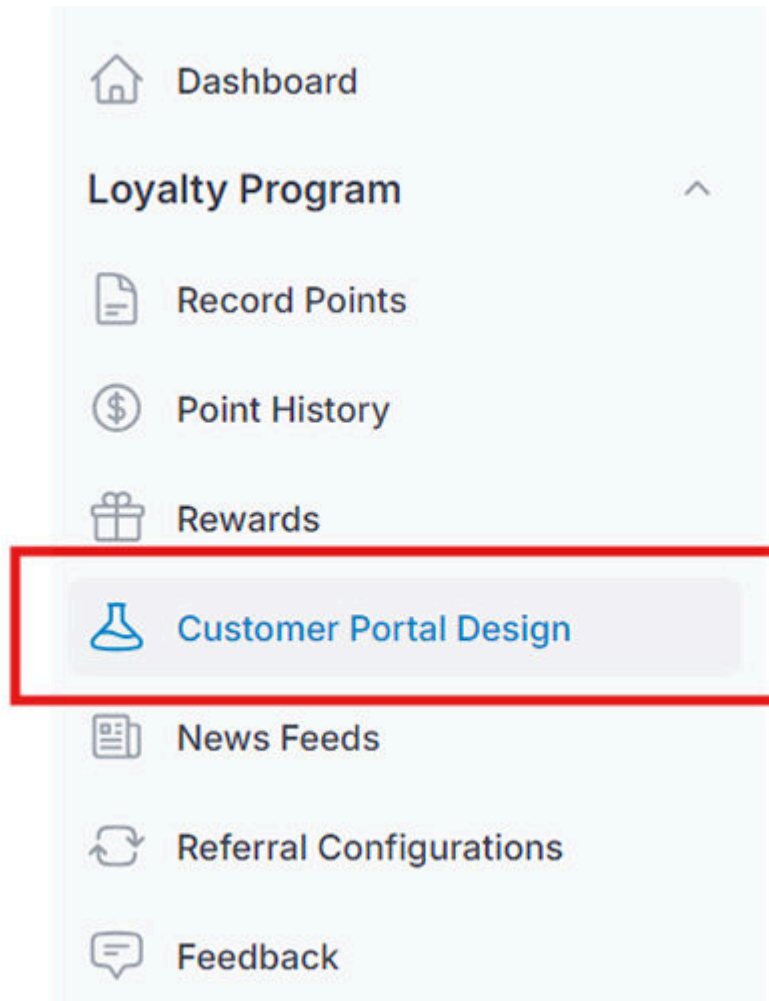 Dashboard
Loyalty Program
Record Points
Point History
Rewards
Customer Portal Design
News Feeds
Referral Configurations
Feedback